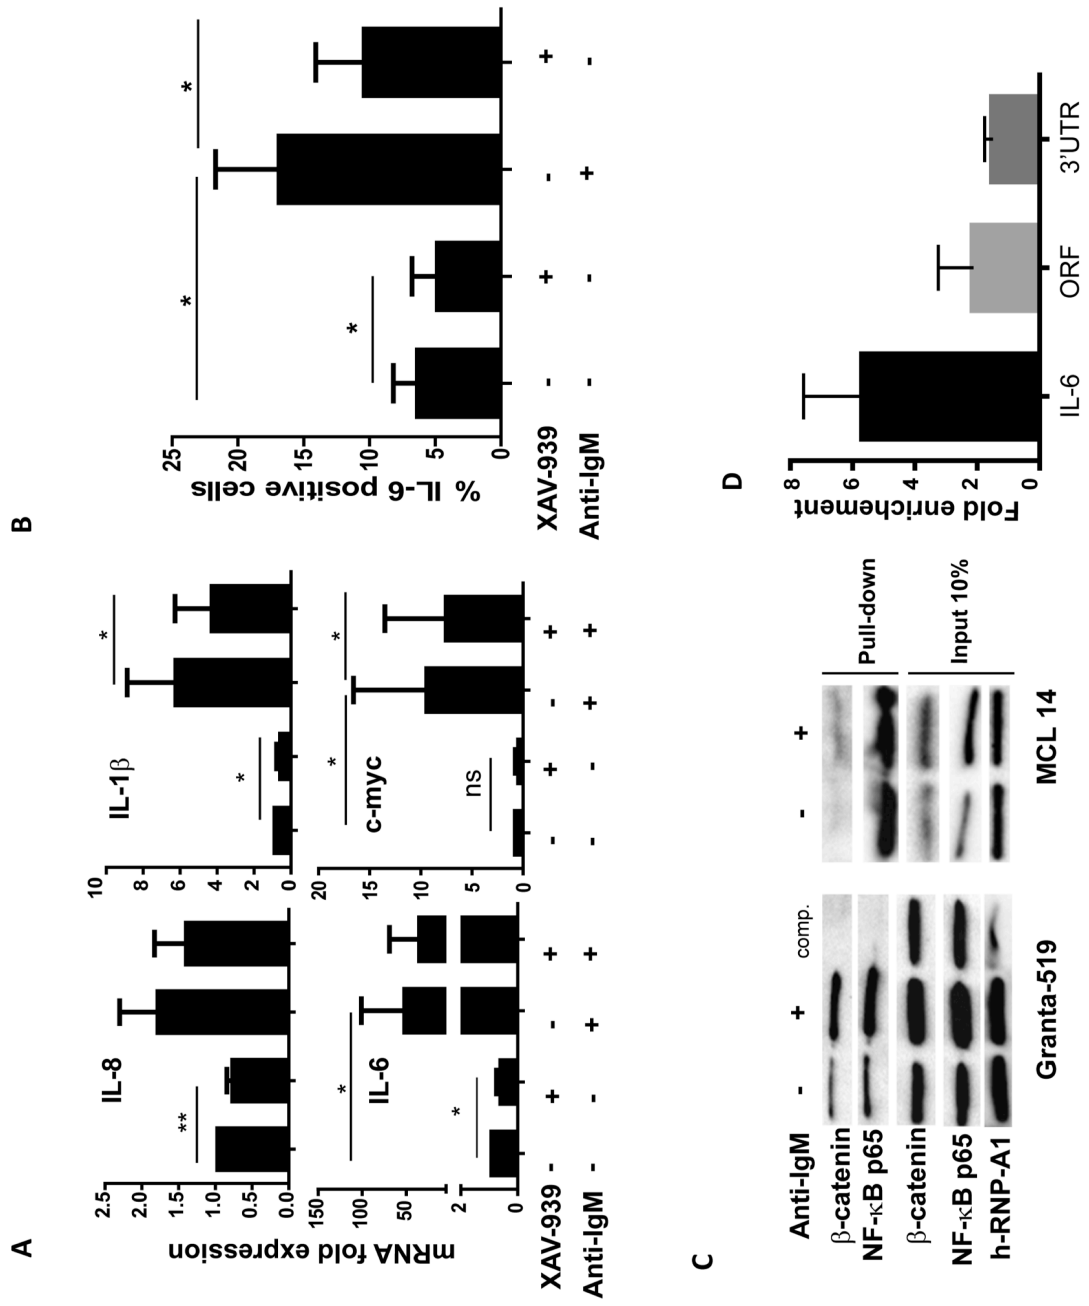 A
mRNA fold expression
IL-8
2.5
2.0
1.5
1.0
0.5
0.0
**
IL-1β
10
8
6
4
2
0
*
*
IL-6
150
100
50
2
0
*
*
c-myc
20
15
10
5
0
ns
*
*
XAV-939 - + - + - + - +
Anti-IgM - - + + - - + +
B
% IL-6 positive cells
25
20
15
10
5
0
*
*
*
XAV-939 - + - +
Anti-IgM - - + -
C
Anti-IgM - + comp. - +
β-catenin
NF-κB p65
Pull-down
β-catenin
NF-κB p65
h-RNP-A1
Input 10%
Granta-519 MCL 14
D
Fold enrichement
8
6
4
2
0
IL-6 ORF 3'UTR